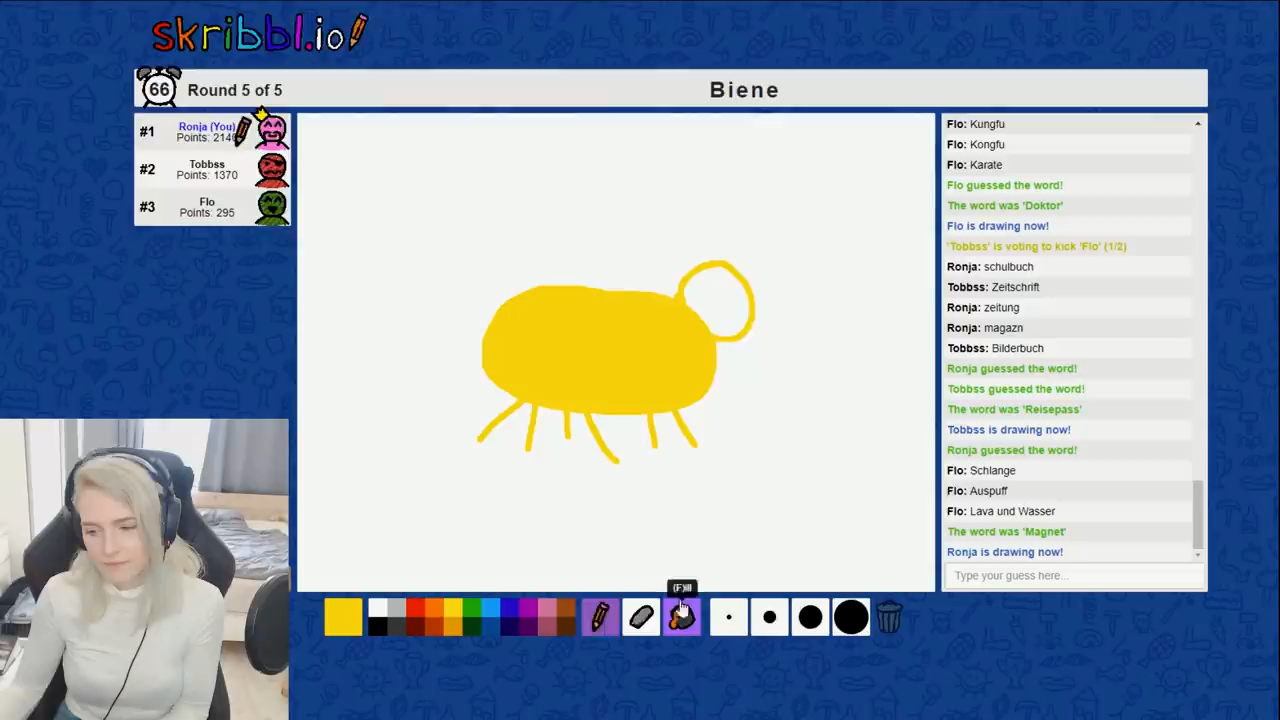 skribbl.io
66
Round 5 of 5
Biene
#1
Ronja (You)
Points: 2140
#2
Tobbss
Points: 1370
#3
Flo
Points: 295
Flo: Kungfu
Flo: Kongfu
Flo: Karate
Flo guessed the word!
The word was 'Doktor'
Flo is drawing now!
'Tobbss' is voting to kick 'Flo' (1/2)
Ronja: schulbuch
Tobbss: Zeitschrift
Ronja: zeitung
Ronja: magazn
Tobbss: Bilderbuch
Ronja guessed the word!
Tobbss guessed the word!
The word was 'Reisepass'
Tobbss is drawing now!
Ronja guessed the word!
Flo: Schlange
Flo: Auspuff
Flo: Lava und Wasser
The word was 'Magnet'
Ronja is drawing now!
Type your guess here...
(F)ill